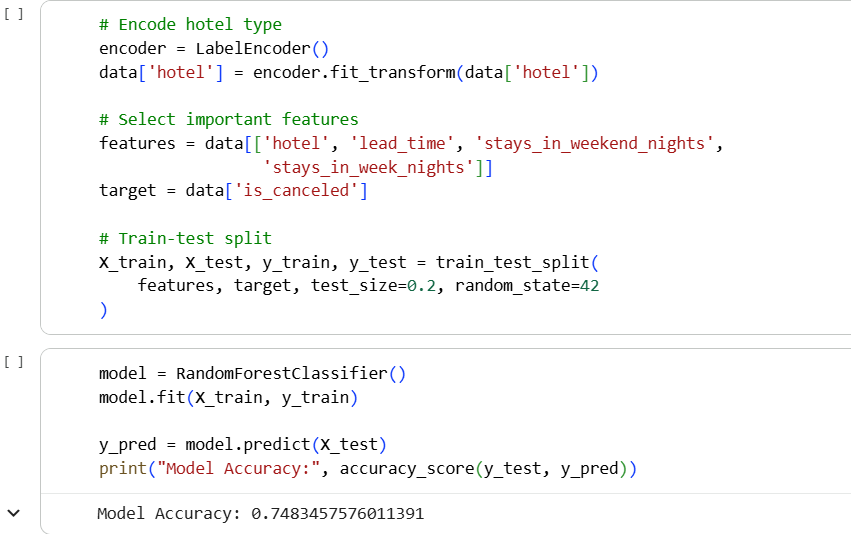 [ ]
# Encode hotel type
encoder = LabelEncoder()
data['hotel'] = encoder.fit_transform(data['hotel'])
# Select important features
features = data[['hotel', 'lead_time', 'stays_in_weekend_nights',
'stays_in_week_nights']]
target = data['is_canceled']
# Train-test split
X_train, X_test, y_train, y_test = train_test_split(
features, target, test_size=0.2, random_state=42
)
[ ]
model = RandomForestClassifier()
model.fit(X_train, y_train)
y_pred = model.predict(X_test)
print("Model Accuracy:", accuracy_score(y_test, y_pred))
Model Accuracy: 0.7483457576011391